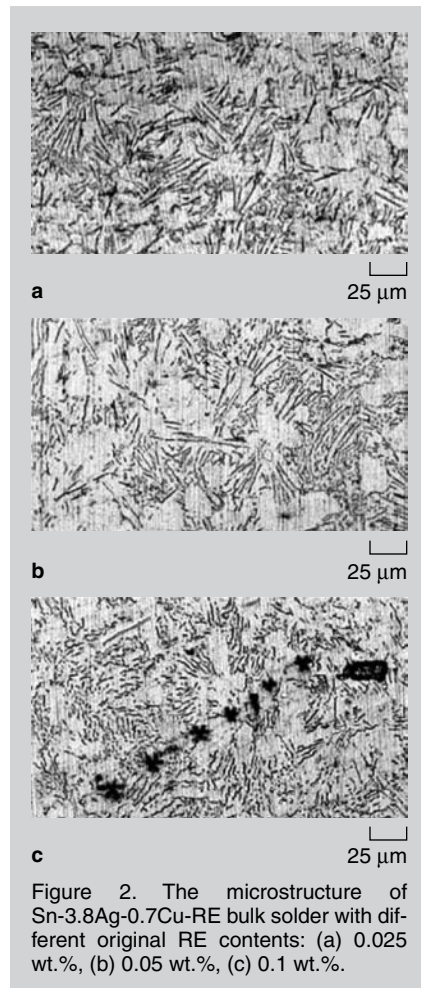 a
25 μm
b
25 μm
c
25 μm
Figure 2. The microstructure of
Sn-3.8Ag-0.7Cu-RE bulk solder with dif-
ferent original RE contents: (a) 0.025
wt.%, (b) 0.05 wt.%, (c) 0.1 wt.%.